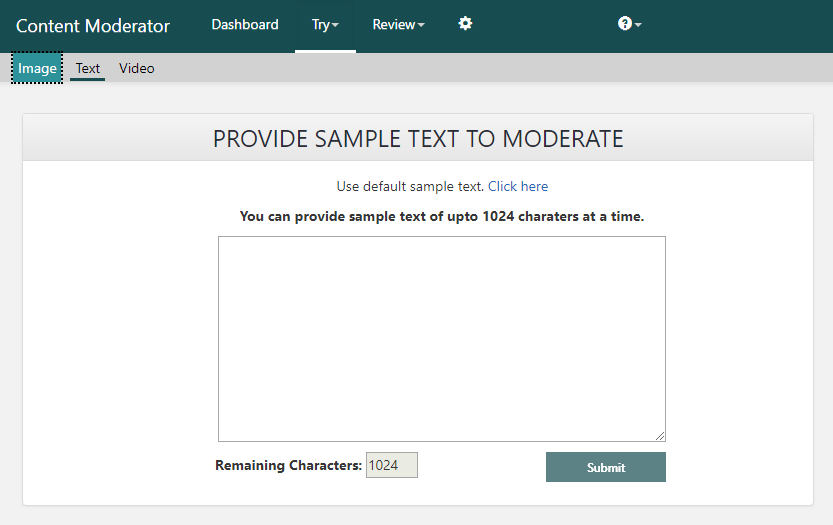 Content Moderator Dashboard Try Review ?
Image Text Video
PROVIDE SAMPLE TEXT TO MODERATE
Use default sample text. Click here
You can provide sample text of upto 1024 charaters at a time.
Remaining Characters: 1024 Submit